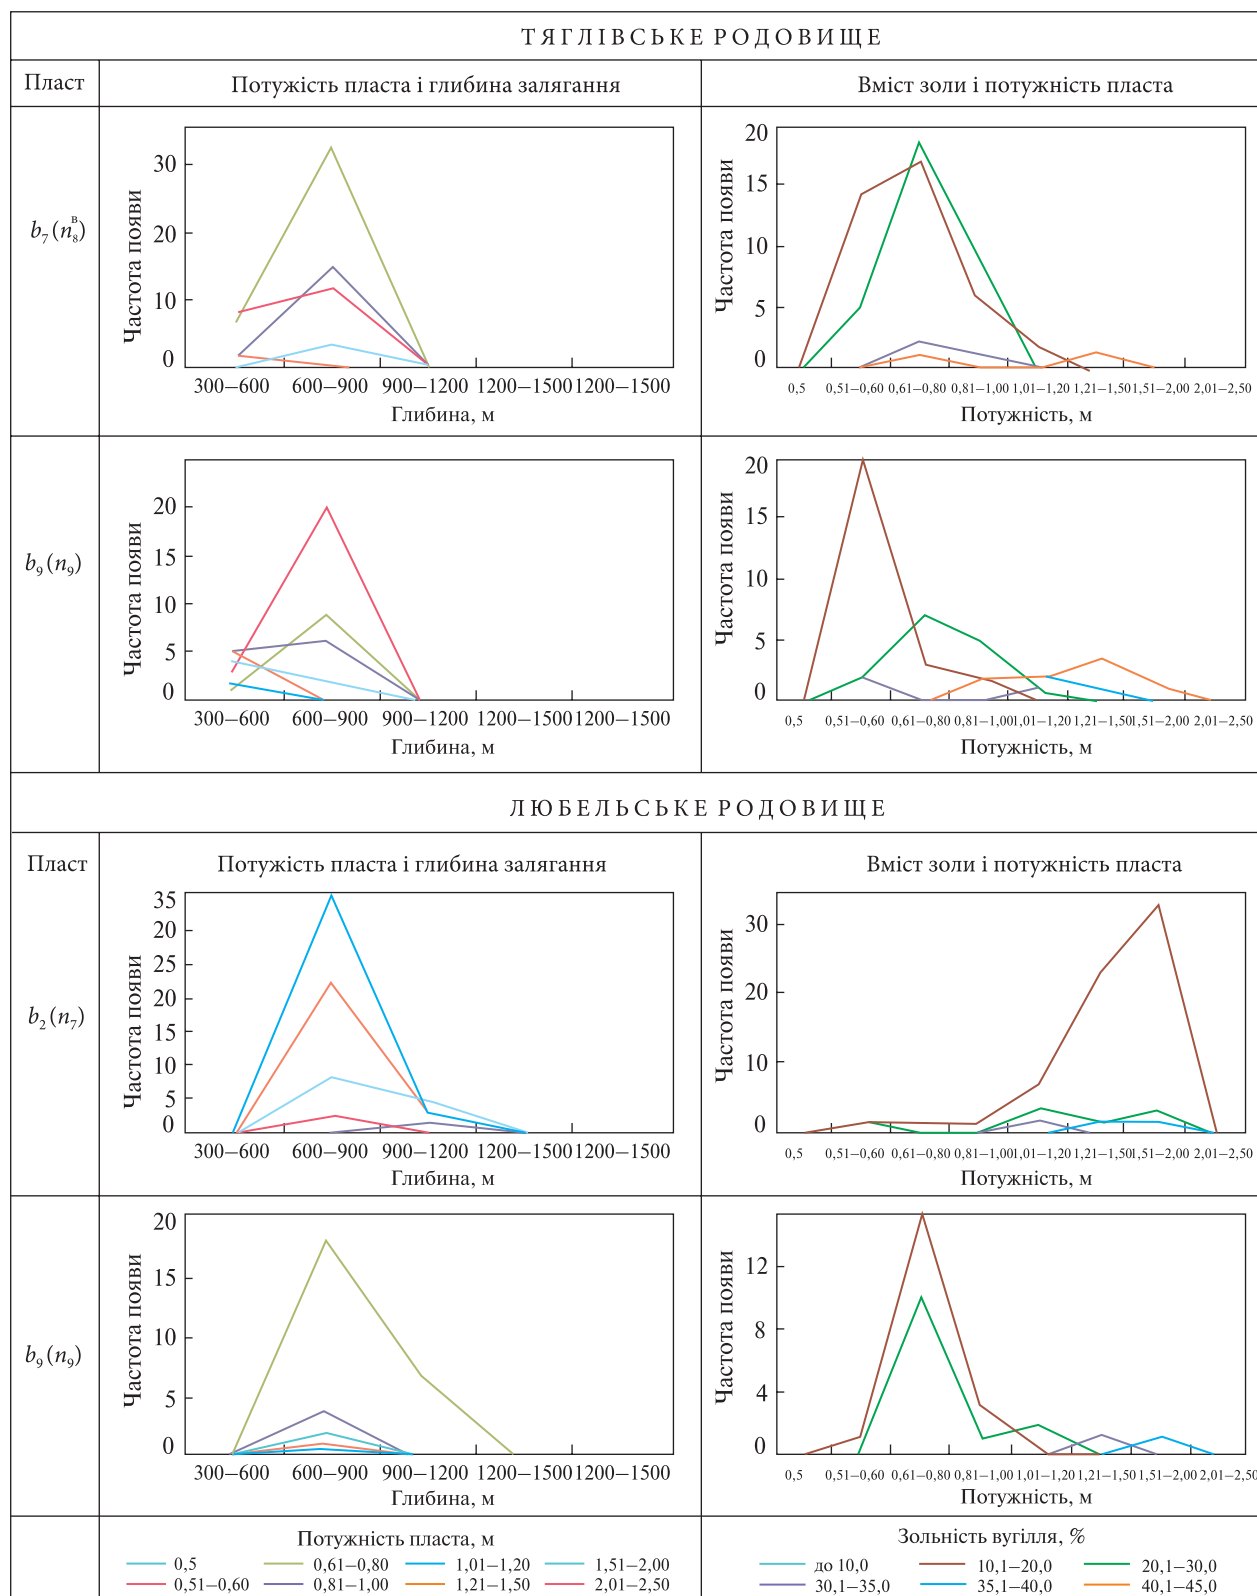 ТЯГЛІВСЬКЕ РОДОВИЩЕ
Пласт
Потужість пласта і глибина залягання
Вміст золи і потужність пласта
b₇(n₈ᴮ)
Частота появи
30
20
10
0
300–600 600–900 900–1200 1200–1500 1200–1500
Глибина, м
Частота появи
20
15
10
5
0
0,5 0,51–0,60 0,61–0,80 0,81–1,00 1,01–1,20 1,21–1,50 1,51–2,00 2,01–2,50
Потужність, м
b₉(n₉)
Частота появи
20
15
10
5
0
300–600 600–900 900–1200 1200–1500 1200–1500
Глибина, м
Частота появи
20
15
10
5
0
0,5 0,51–0,60 0,61–0,80 0,81–1,00 1,01–1,20 1,21–1,50 1,51–2,00 2,01–2,50
Потужність, м
ЛЮБЕЛЬСЬКЕ РОДОВИЩЕ
Пласт
Потужість пласта і глибина залягання
Вміст золи і потужність пласта
b₂(n₇)
Частота появи
35
20
25
20
15
10
5
0
300–600 600–900 900–1200 1200–1500 1200–1500
Глибина, м
Частота появи
30
20
10
0
0,5 0,51–0,60 0,61–0,80 0,81–1,00 1,01–1,20 1,21–1,50 1,51–2,00 2,01–2,50
Потужність, м
b₉(n₉)
Частота появи
20
15
10
5
0
300–600 600–900 900–1200 1200–1500 1200–1500
Глибина, м
Частота появи
12
8
4
0
0,5 0,51–0,60 0,61–0,80 0,81–1,00 1,01–1,20 1,21–1,50 1,51–2,00 2,01–2,50
Потужність, м
Потужність пласта, м
0,5 0,61–0,80 1,01–1,20 1,51–2,00
0,51–0,60 0,81–1,00 1,21–1,50 2,01–2,50
Зольність вугілля, %
до 10,0 10,1–20,0 20,1–30,0
30,1–35,0 35,1–40,0 40,1–45,0